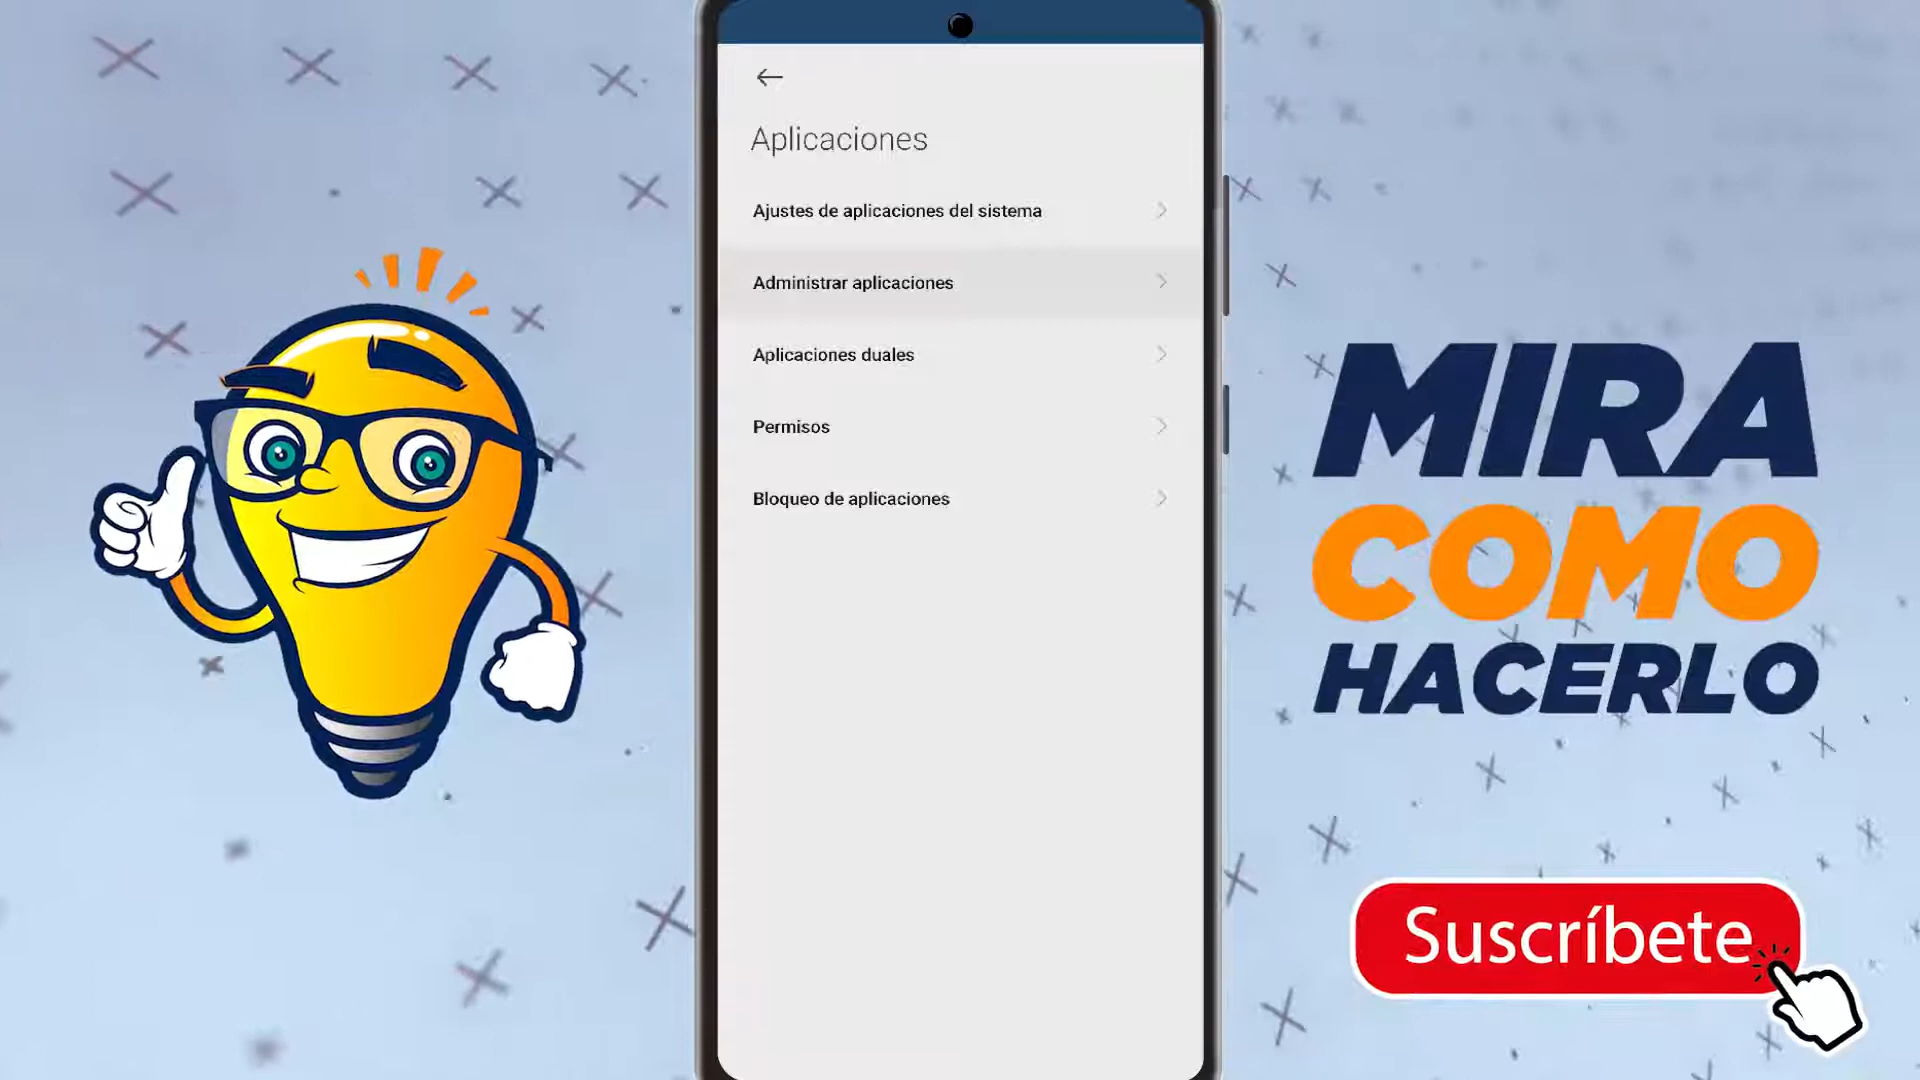 Aplicaciones
Ajustes de aplicaciones del sistema
Administrar aplicaciones
Aplicaciones duales
Permisos
Bloqueo de aplicaciones
MIRA
COMO
HACERLO
Suscríbete